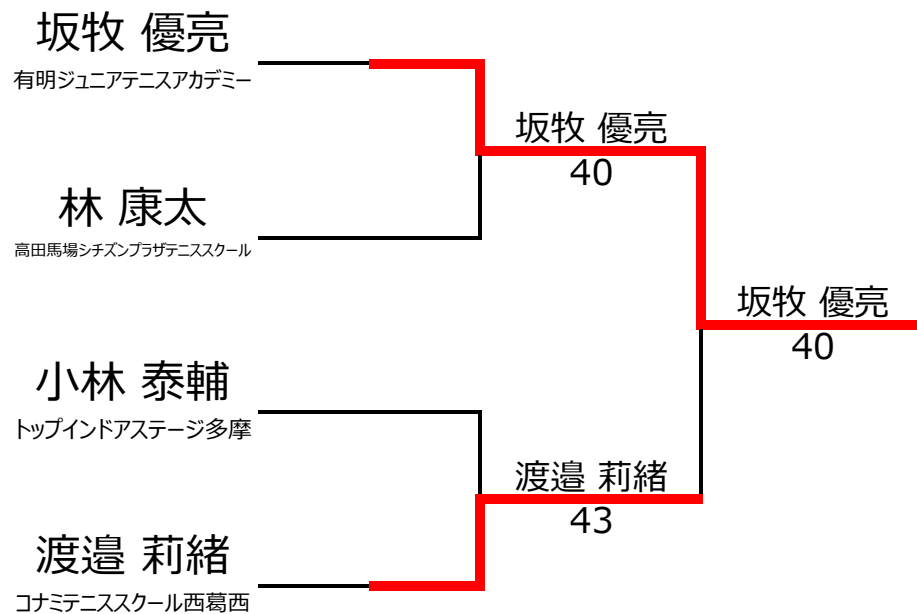 坂牧 優亮
有明ジュニアテニスアカデミー
林 康太
高田馬場シチズンプラザテニススクール
小林 泰輔
トップインドアステージ多摩
渡邉 莉緒
コナミテニススクール西葛西
坂牧 優亮
40
渡邉 莉緒
43
坂牧 優亮
40